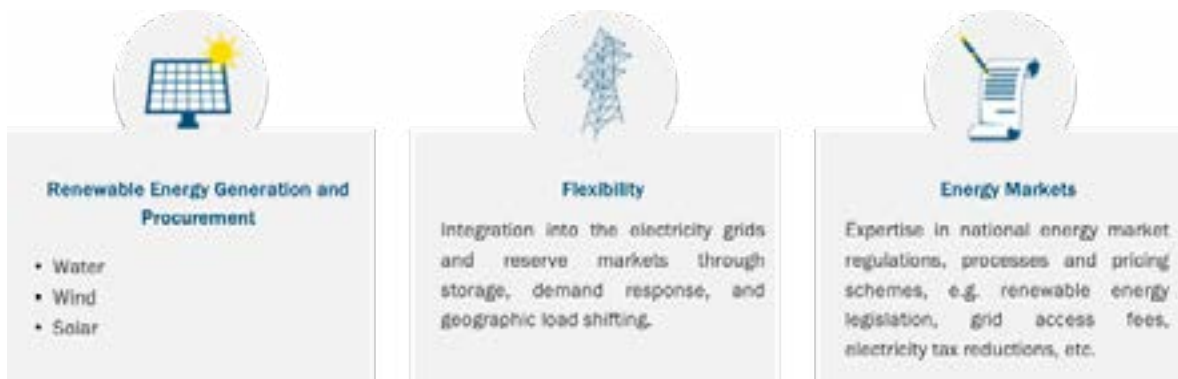 Renewable Energy Generation and
Procurement
• Water
• Wind
• Solar
Flexibility
Integration into the electricity grids
and reserve markets through
storage, demand response, and
geographic load shifting.
Energy Markets
Expertise in national energy market
regulations, processes and pricing
schemes, e.g. renewable energy
legislation, grid access fees,
electricity tax reductions, etc.